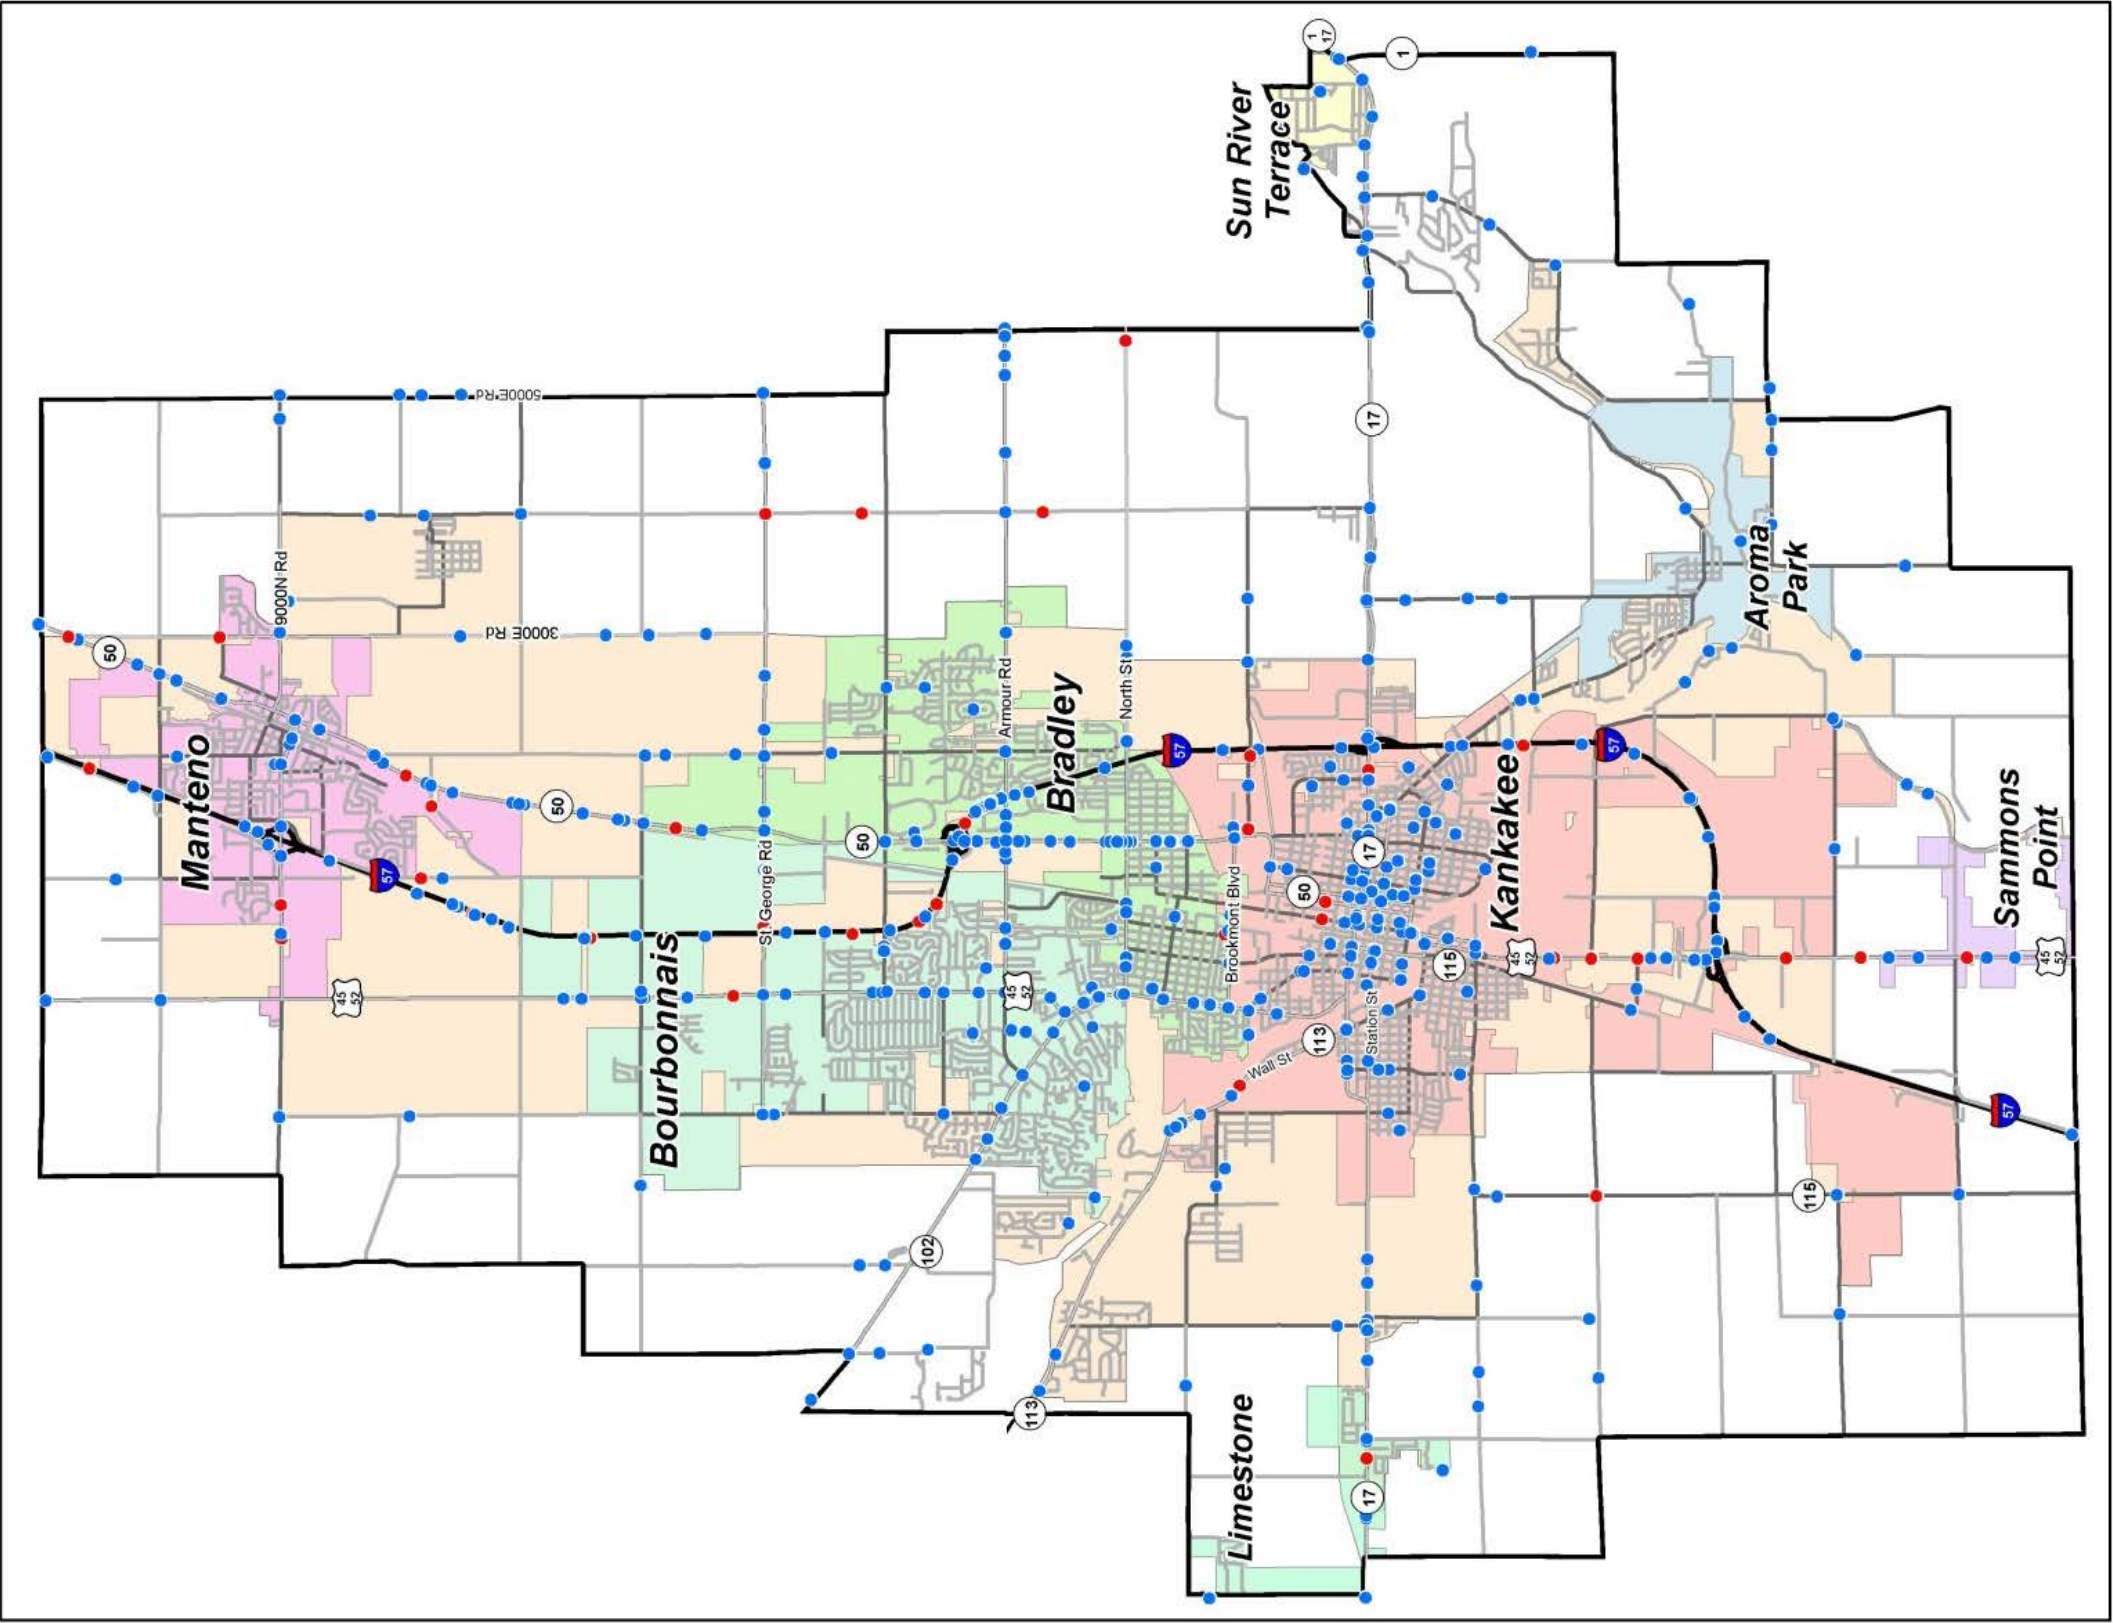 1
17
1
Sun River
Terrace
5000E Rd
17
9000N Rd
3000E Rd
50
Aroma
Park
Armour Rd
North St
Bradley
57
57
Manteno
50
50
St. George Rd
57
Brookmont Blvd
17
50
Kankakee
Sammons
Point
45
52
Bourbonnais
45
52
115
45
52
45
52
Station St
113
Wall St
57
115
102
113
Limestone
17